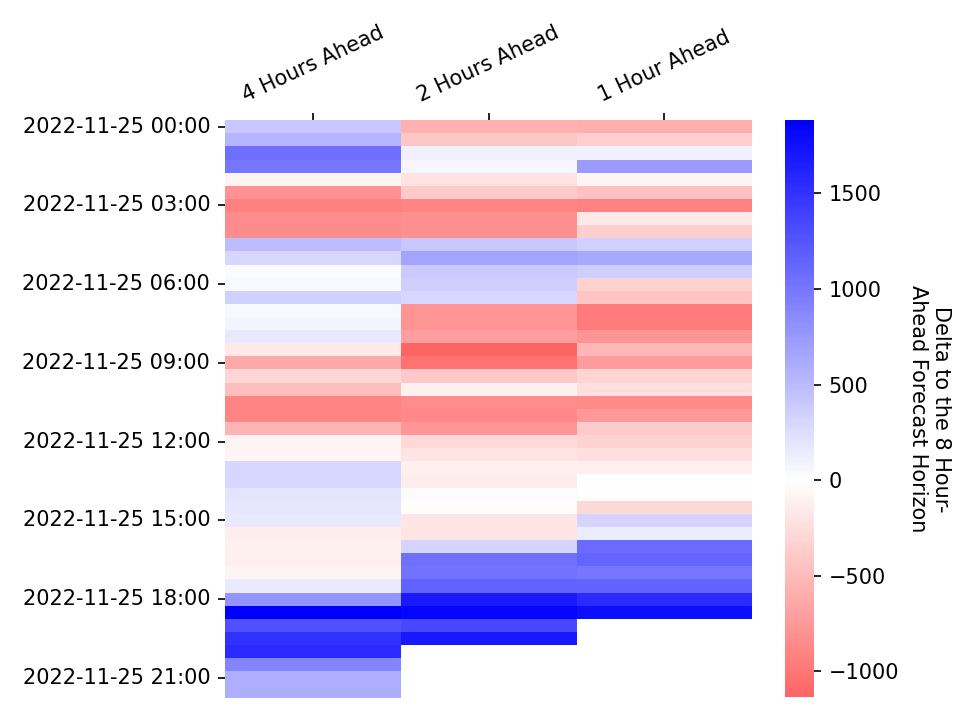 4 Hours Ahead
2 Hours Ahead
1 Hour Ahead
2022-11-25 00:00
2022-11-25 03:00
2022-11-25 06:00
2022-11-25 09:00
2022-11-25 12:00
2022-11-25 15:00
2022-11-25 18:00
2022-11-25 21:00
1500
1000
500
0
−500
−1000
Delta to the 8 Hour-
Ahead Forecast Horizon